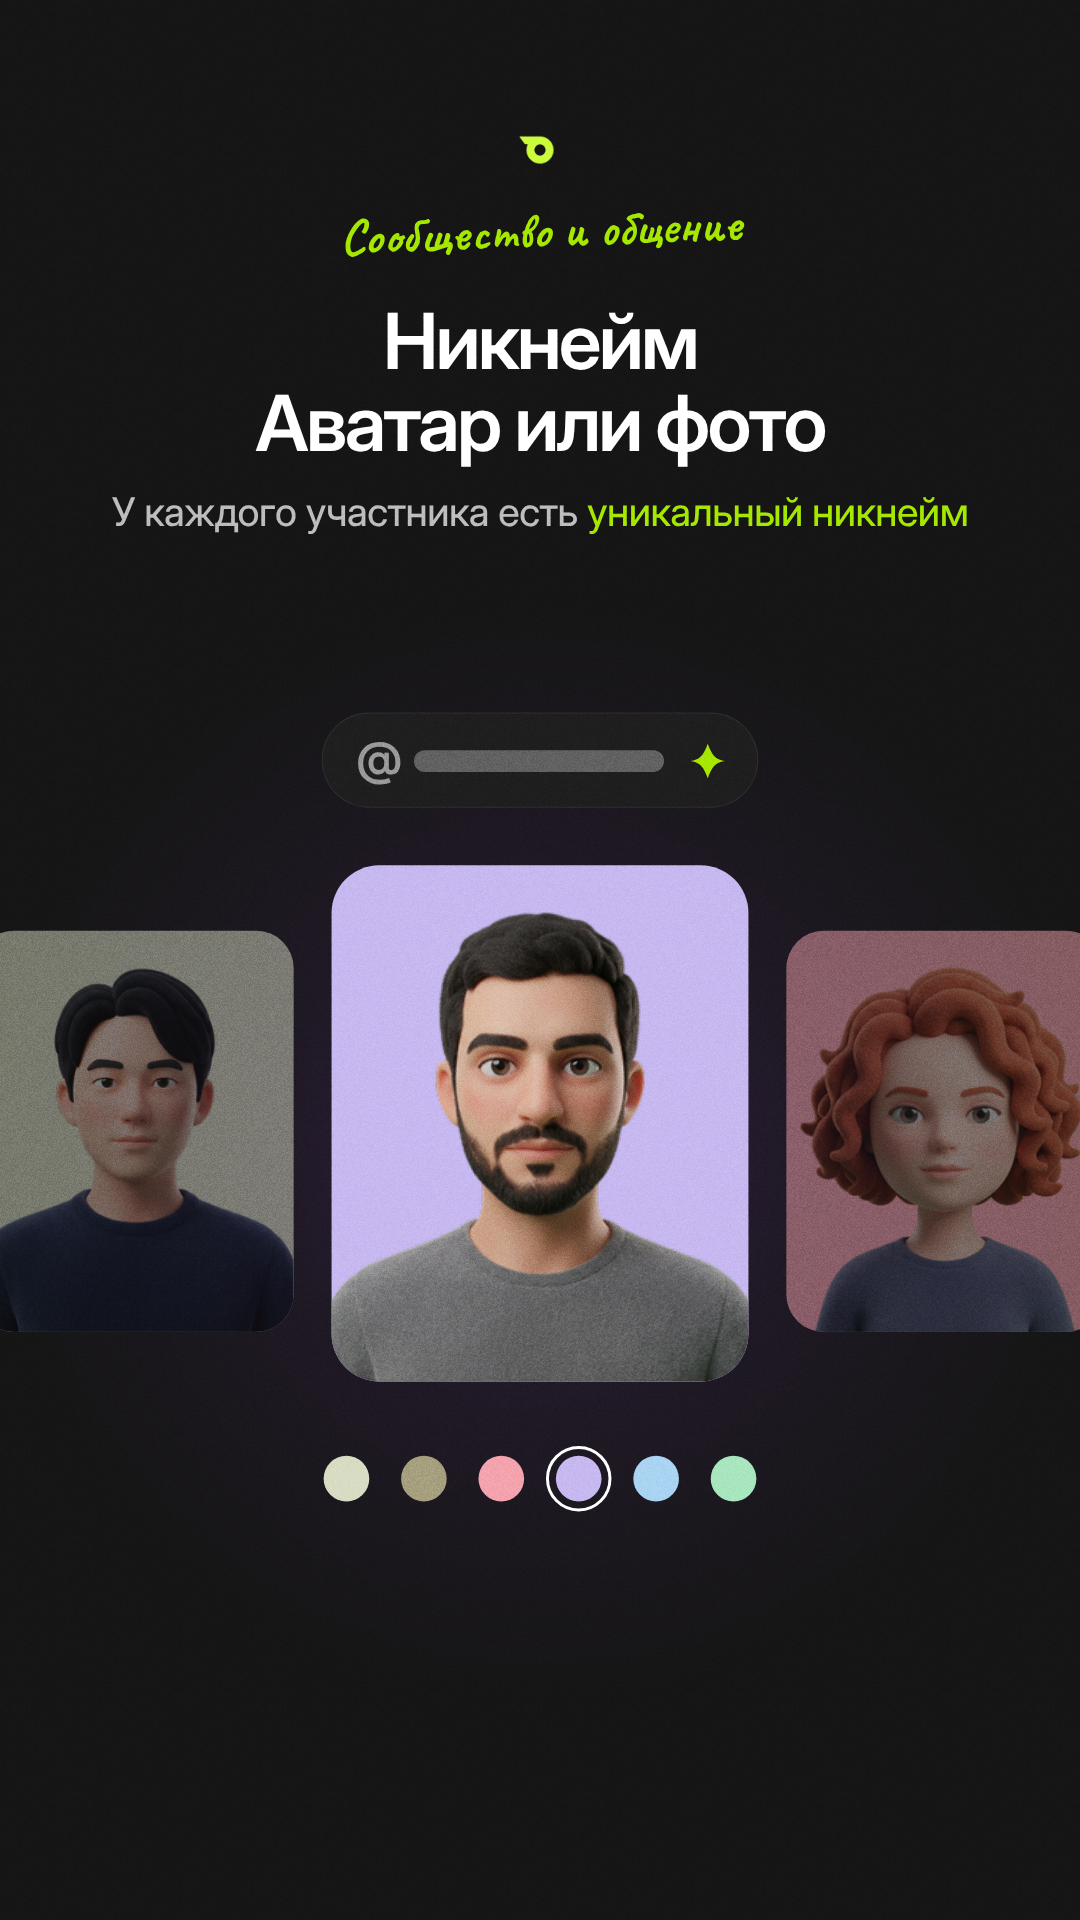 Сообщество и общение
Никнейм
Аватар или фото
У каждого участника есть уникальный никнейм
@